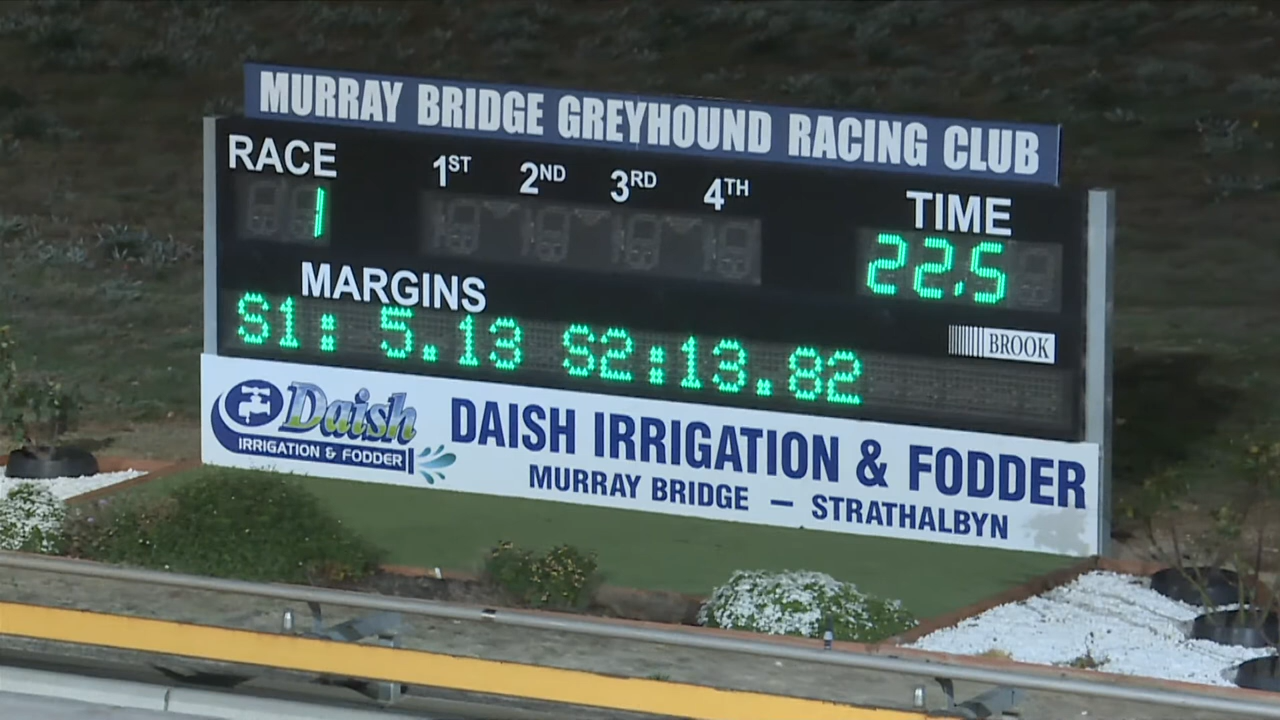 MURRAY BRIDGE GREYHOUND RACING CLUB
RACE 1ST 2ND 3RD 4TH TIME
1 22.5
MARGINS
S1: 5.13 S2:13.82
BROOK
Daish
IRRIGATION & FODDER
DAISH IRRIGATION & FODDER
MURRAY BRIDGE – STRATHALBYN